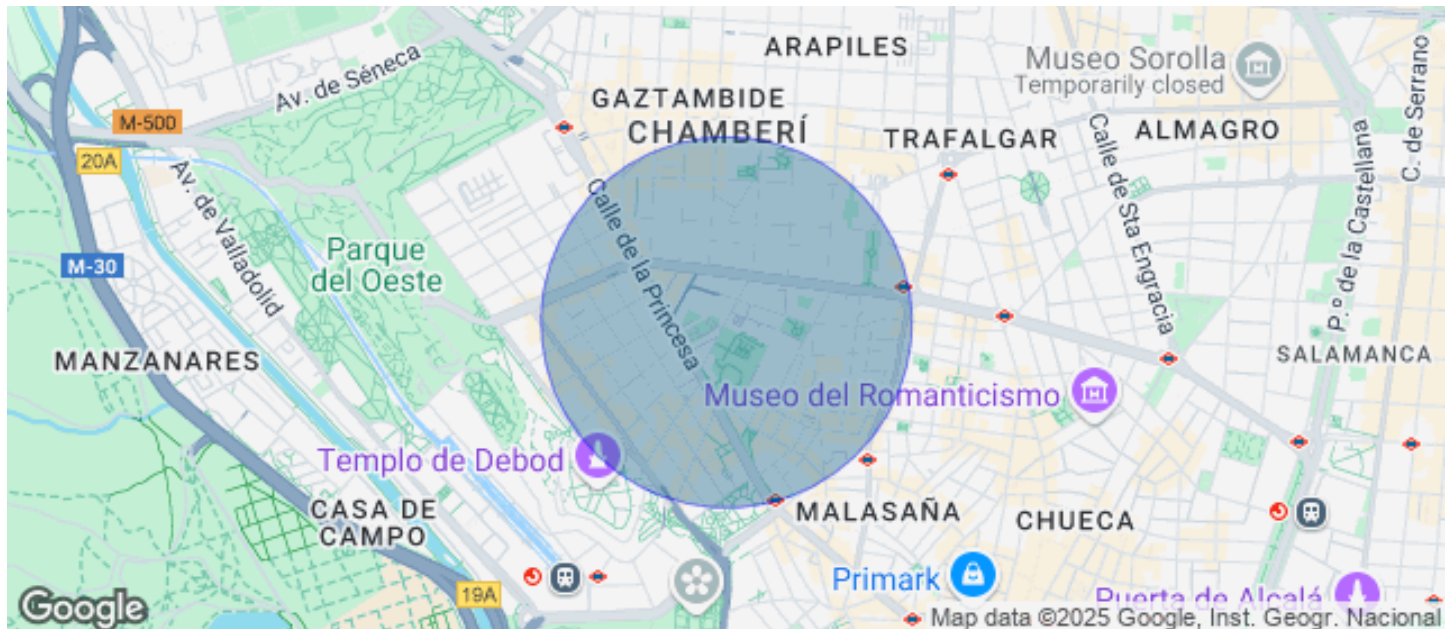 ARAPILES
Museo Sorolla
Temporarily closed
C. de Serrano
Av. de Séneca
GAZTAMBIDE
CHAMBERÍ
M-500
TRAFALGAR
ALMAGRO
Calle de Sta Engracia
P.º de la Castellana
20A
Av. de Valladolid
Calle de la Princesa
Parque
del Oeste
M-30
MANZANARES
SALAMANCA
Museo del Romanticismo
Templo de Debod
CASA DE
CAMPO
MALASAÑA
CHUECA
Primark
19A
Puerta de Alcalá
Google
Map data ©2025 Google, Inst. Geogr. Nacional